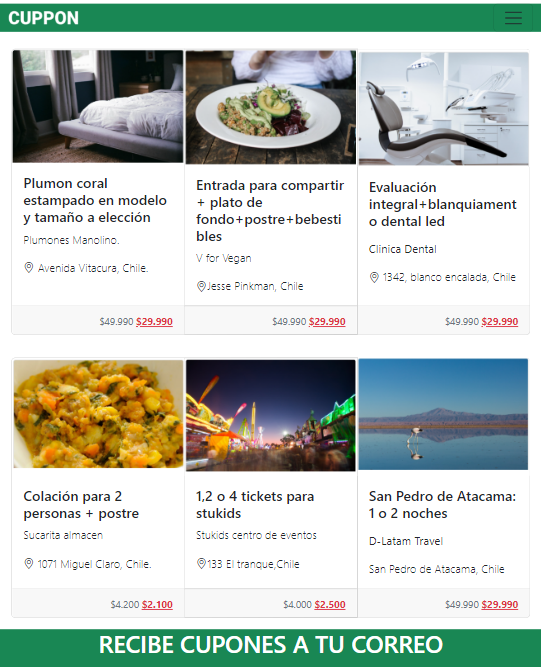 CUPPON
Plumon coral
estampado en modelo
y tamaño a elección
Plumones Manolino.
Avenida Vitacura, Chile.
$49.990 $29.990
Entrada para compartir
+ plato de
fondo+postre+bebesti
bles
V for Vegan
Jesse Pinkman, Chile
$49.990 $29.990
Evaluación
integral+blanquiament
o dental led
Clínica Dental
1342, blanco encalada, Chile
$49.990 $29.990
Colación para 2
personas + postre
Sucarita almacen
1071 Miguel Claro, Chile.
$4.200 $2.100
1,2 o 4 tickets para
stukids
Stukids centro de eventos
133 El tranque,Chile
$4.000 $2.500
San Pedro de Atacama:
1 o 2 noches
D-Latam Travel
San Pedro de Atacama, Chile
$49.990 $29.990
RECIBE CUPONES A TU CORREO